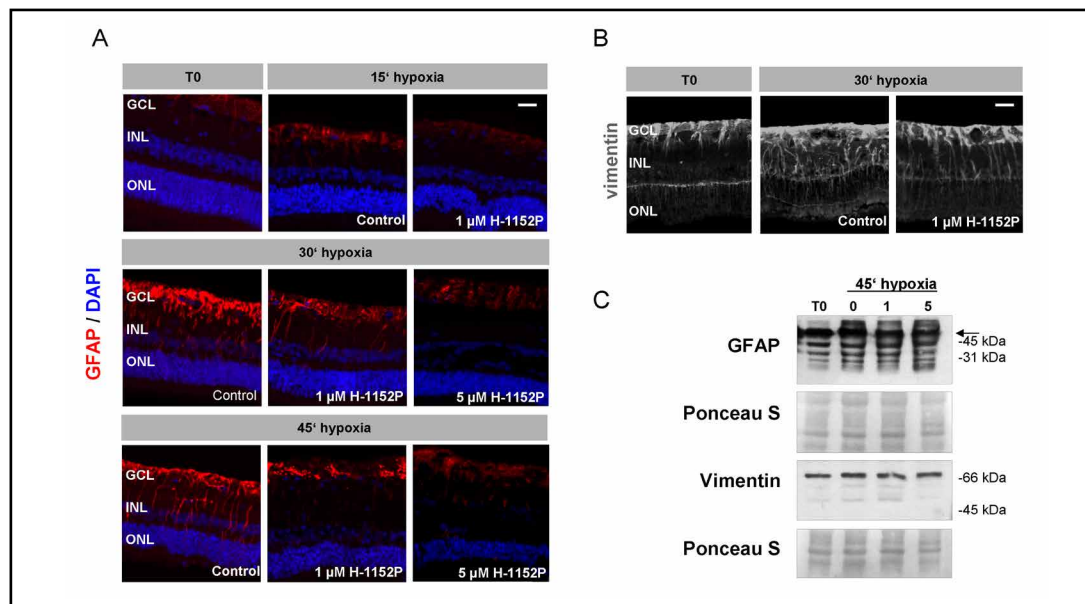 A
T0
15‘ hypoxia
GCL
INL
ONL
Control
1 µM H-1152P
30‘ hypoxia
GCL
INL
ONL
Control
1 µM H-1152P
5 µM H-1152P
45‘ hypoxia
GCL
INL
ONL
Control
1 µM H-1152P
5 µM H-1152P
GFAP / DAPI
B
T0
30‘ hypoxia
vimentin
GCL
INL
ONL
Control
1 µM H-1152P
C
45‘ hypoxia
T0 0 1 5
GFAP
-45 kDa
-31 kDa
Ponceau S
Vimentin
-66 kDa
-45 kDa
Ponceau S